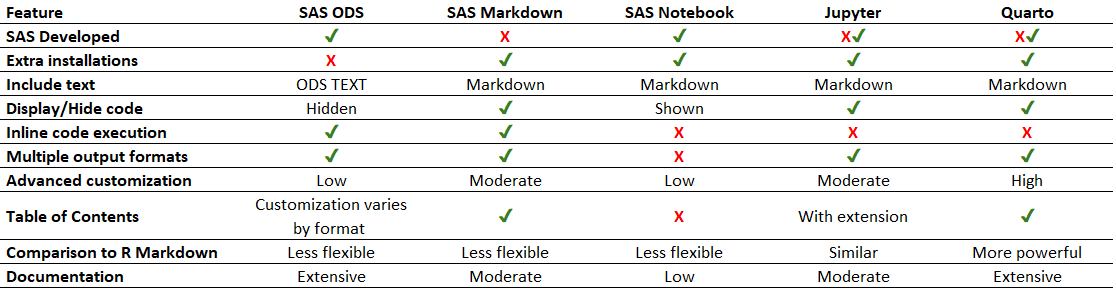 Feature SAS ODS SAS Markdown SAS Notebook Jupyter Quarto
SAS Developed ✔ X ✔ X✔ X✔
Extra installations X ✔ ✔ ✔ ✔
Include text ODS TEXT Markdown Markdown Markdown Markdown
Display/Hide code Hidden ✔ Shown ✔ ✔
Inline code execution ✔ ✔ X X X
Multiple output formats ✔ ✔ X ✔ ✔
Advanced customization Low Moderate Low Moderate High
Table of Contents Customization varies by format ✔ X With extension ✔
Comparison to R Markdown Less flexible Less flexible Less flexible Similar More powerful
Documentation Extensive Moderate Low Moderate Extensive